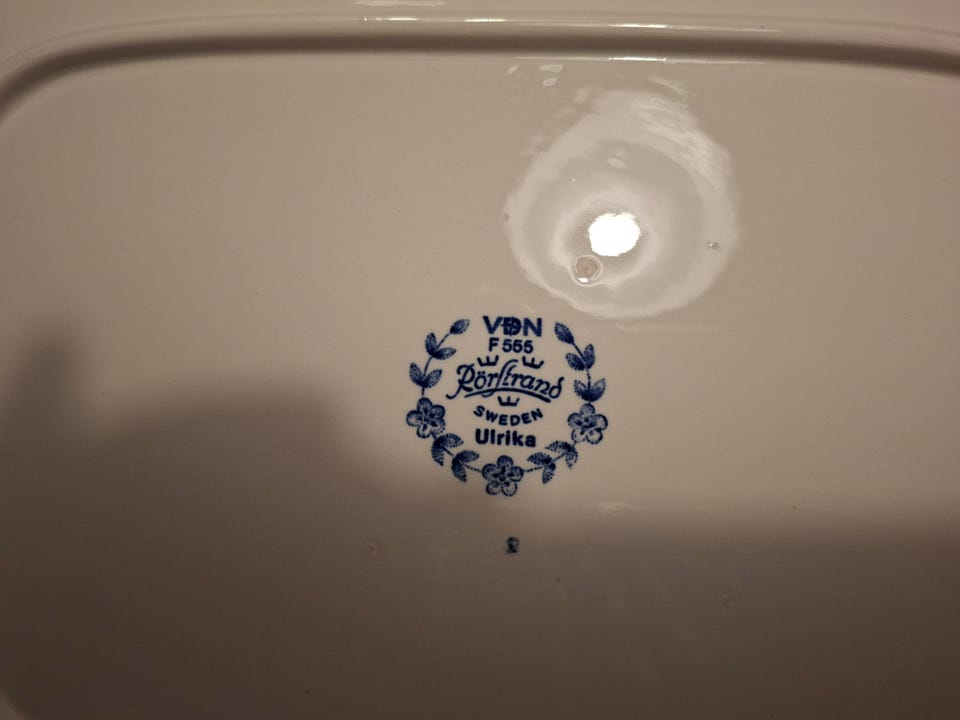 VDN
F 555
Rörstrand
SWEDEN
Ulrika